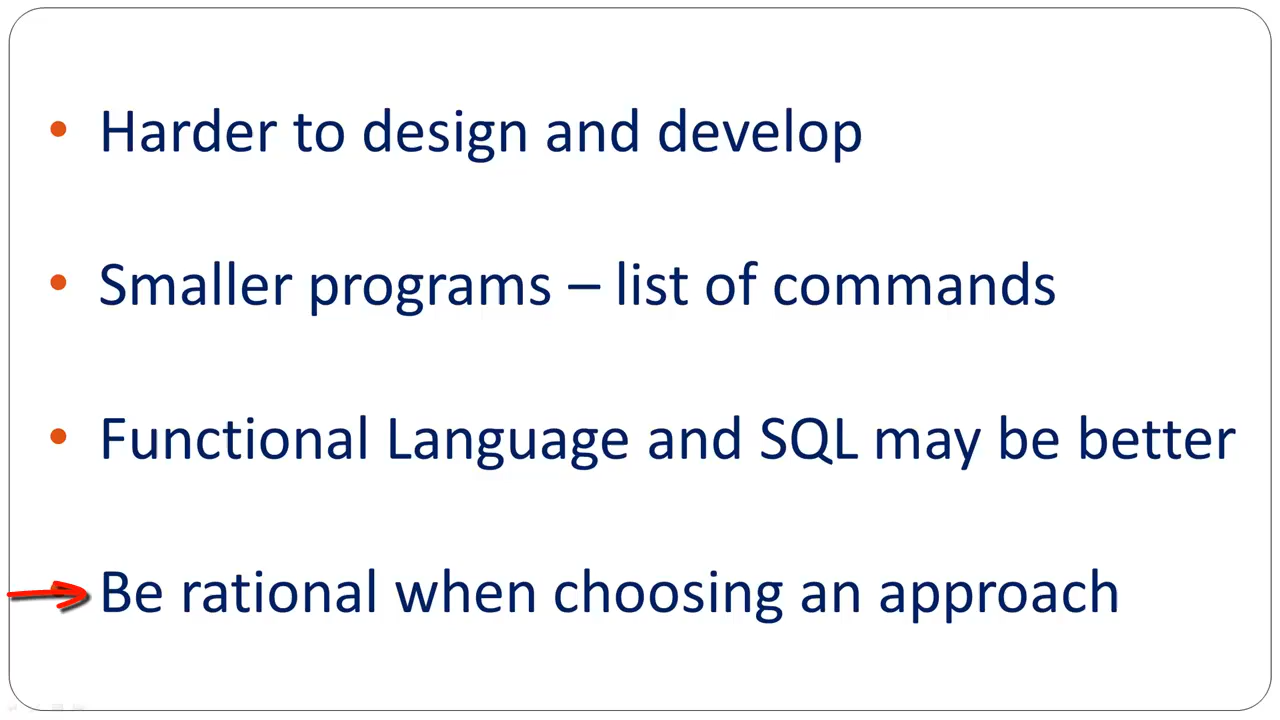 • Harder to design and develop
• Smaller programs – list of commands
• Functional Language and SQL may be better
Be rational when choosing an approach